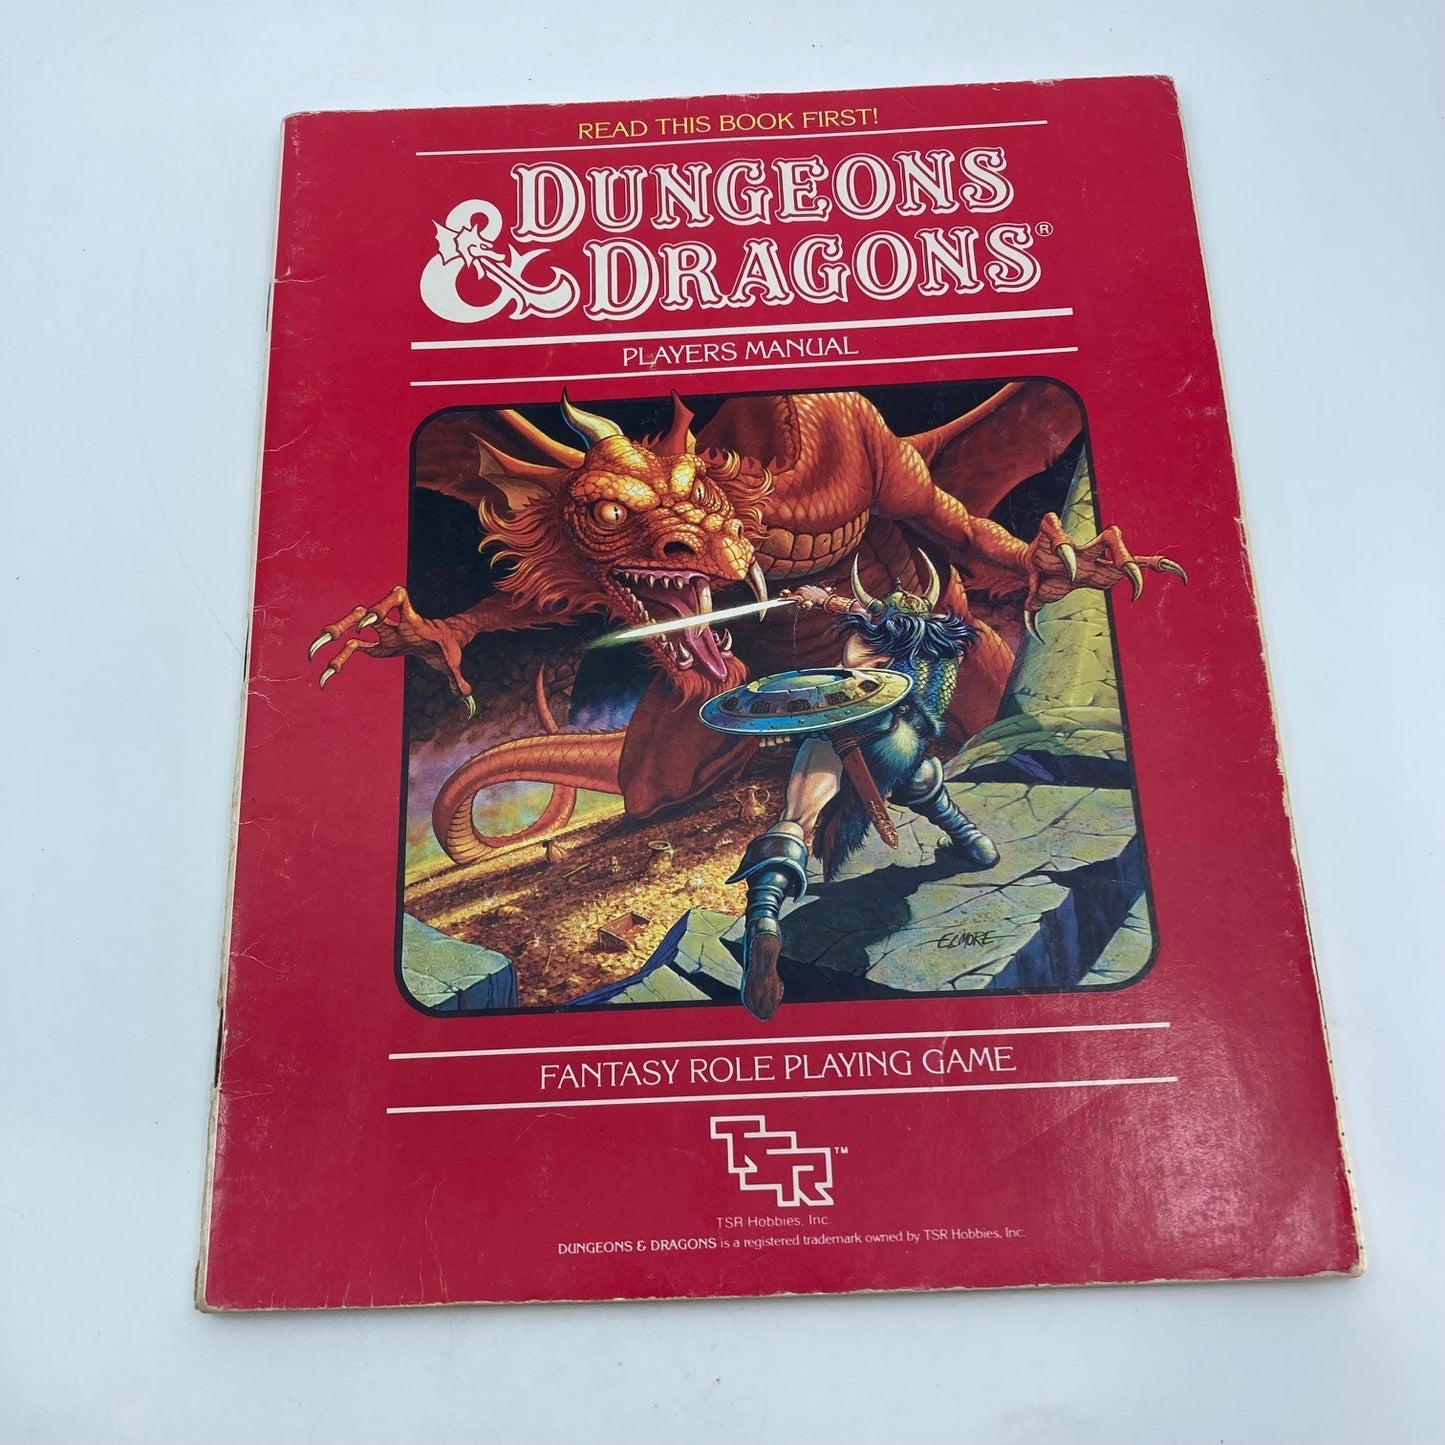 READ THIS BOOK FIRST!
DUNGEONS
& DRAGONS®
PLAYERS MANUAL
ELMORE
FANTASY ROLE PLAYING GAME
TSR™
TSR Hobbies, Inc.
DUNGEONS & DRAGONS is a registered trademark owned by TSR Hobbies, Inc.